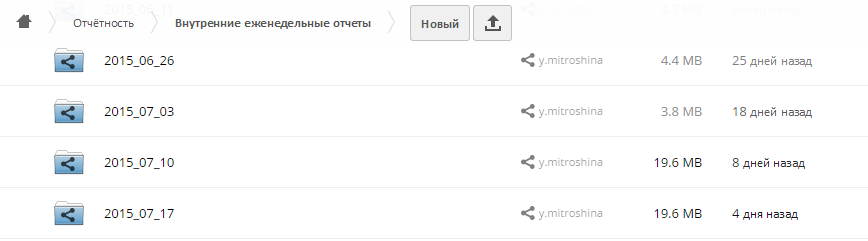 Отчётность Внутренние еженедельные отчеты Новый
2015_06_26 y.mitroshina 4.4 MB 25 дней назад
2015_07_03 y.mitroshina 3.8 MB 18 дней назад
2015_07_10 y.mitroshina 19.6 MB 8 дней назад
2015_07_17 y.mitroshina 19.6 MB 4 дня назад